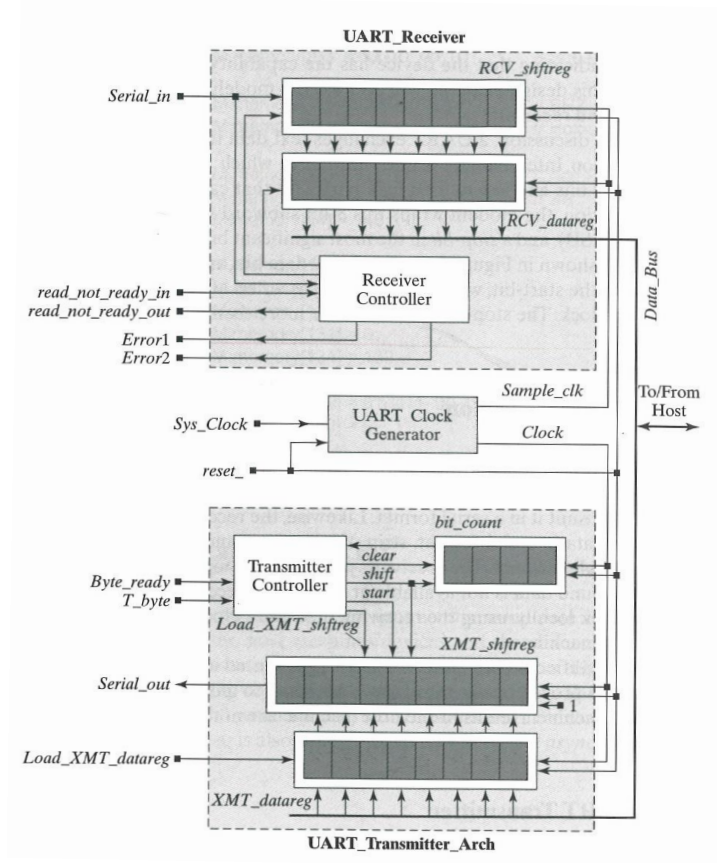 UART_Receiver
RCV_shftreg
Serial_in
RCV_datareg
Receiver
Controller
read_not_ready_in
read_not_ready_out
Error1
Error2
Data_Bus
Sample_clk
To/From
Host
UART Clock
Generator
Sys_Clock
Clock
reset_
bit_count
Transmitter
Controller
clear
shift
start
Byte_ready
T_byte
Load_XMT_shftreg
XMT_shftreg
Serial_out
1
Load_XMT_datareg
XMT_datareg
UART_Transmitter_Arch